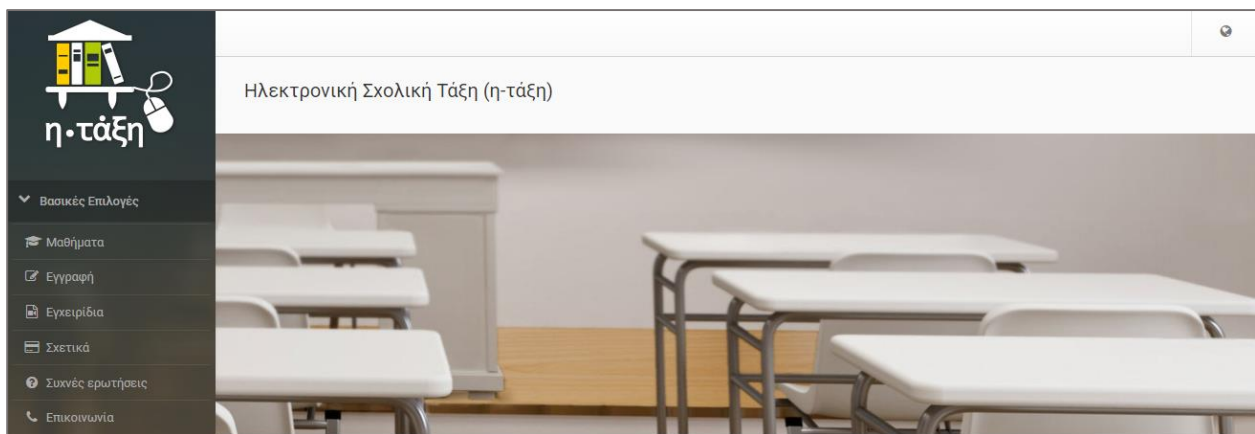 η·τάξη
Ηλεκτρονική Σχολική Τάξη (η-τάξη)
Βασικές Επιλογές
Μαθήματα
Εγγραφή
Εγχειρίδια
Σχετικά
Συχνές ερωτήσεις
Επικοινωνία